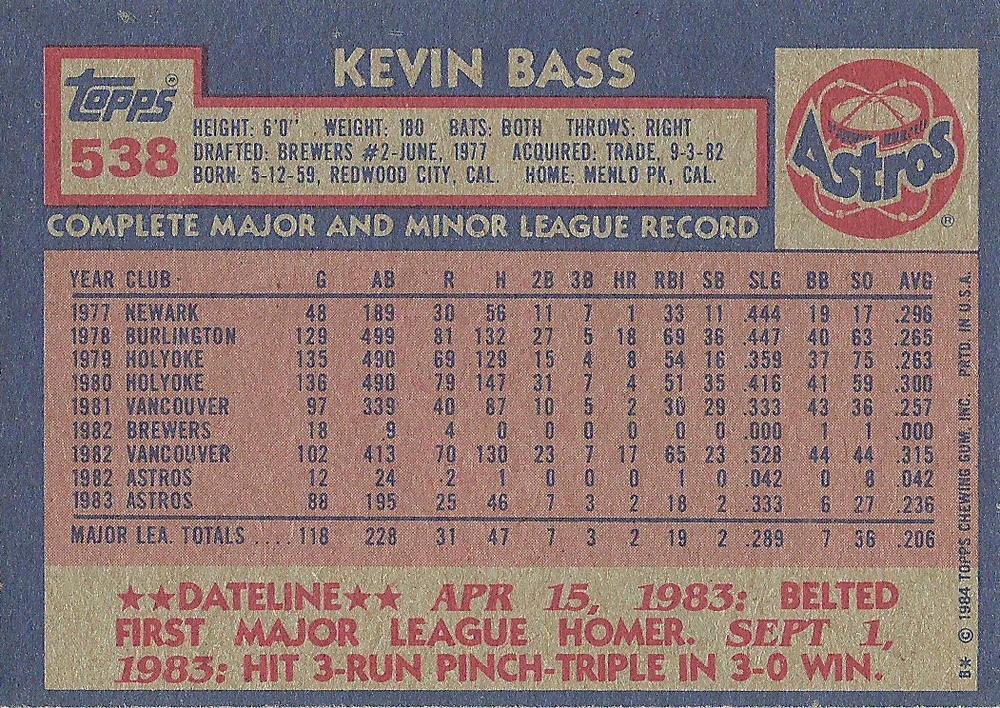 KEVIN BASS
Topps®
538
HEIGHT: 6'0" WEIGHT: 180 BATS: BOTH THROWS: RIGHT
DRAFTED: BREWERS #2-JUNE, 1977 ACQUIRED: TRADE, 9-3-82
BORN: 5-12-59, REDWOOD CITY, CAL. HOME: MENLO PK, CAL.
Astros
®
COMPLETE MAJOR AND MINOR LEAGUE RECORD
YEAR CLUB G AB R H 2B 3B HR RBI SB SLG BB SO AVG
1977 NEWARK 48 189 30 56 11 7 1 33 11 .444 19 17 .296
1978 BURLINGTON 129 499 81 132 27 5 18 69 36 .447 40 63 .265
1979 HOLYOKE 135 490 69 129 15 4 8 54 16 .359 37 75 .263
1980 HOLYOKE 136 490 79 147 31 7 4 51 35 .416 41 59 .300
1981 VANCOUVER 97 339 40 87 10 5 2 30 29 .333 43 36 .257
1982 BREWERS 18 9 4 0 0 0 0 0 0 .000 1 1 .000
1982 VANCOUVER 102 413 70 130 23 7 17 65 23 .528 44 44 .315
1982 ASTROS 12 24 2 1 0 0 0 1 0 .042 0 8 .042
1983 ASTROS 88 195 25 46 7 3 2 18 2 .333 6 27 .236
MAJOR LEA. TOTALS .... 118 228 31 47 7 3 2 19 2 .289 7 36 .206
★★DATELINE★★ APR 15, 1983: BELTED
FIRST MAJOR LEAGUE HOMER. SEPT 1,
1983: HIT 3-RUN PINCH-TRIPLE IN 3-0 WIN.
B* © 1984 TOPPS CHEWING GUM, INC. PRTD. IN U.S.A.